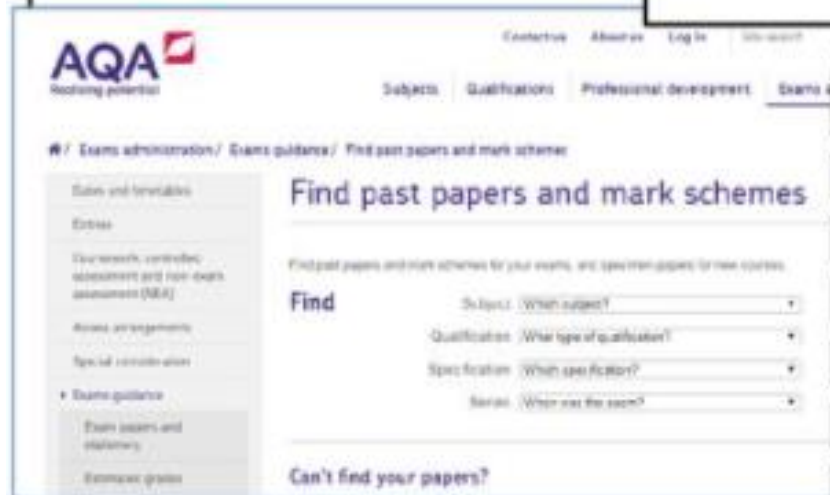 AQA
Realising potential
Contact us About us Log in Site search
Subjects Qualifications Professional development Exams a
/ Exams administration / Exams guidance / Find past papers and mark schemes
Dates and timetables
Entries
Coursework, controlled
assessment and non-exam
assessment (NEA)
Access arrangements
Special consideration
Exams guidance
Exam papers and
stationery
Estimated grades
Find past papers and mark schemes
Find past papers and mark schemes for your exams, and specimen papers for new courses.
Find
Subject Which subject?
Qualification What type of qualification?
Specification Which specification?
Series When was the exam?
Can't find your papers?